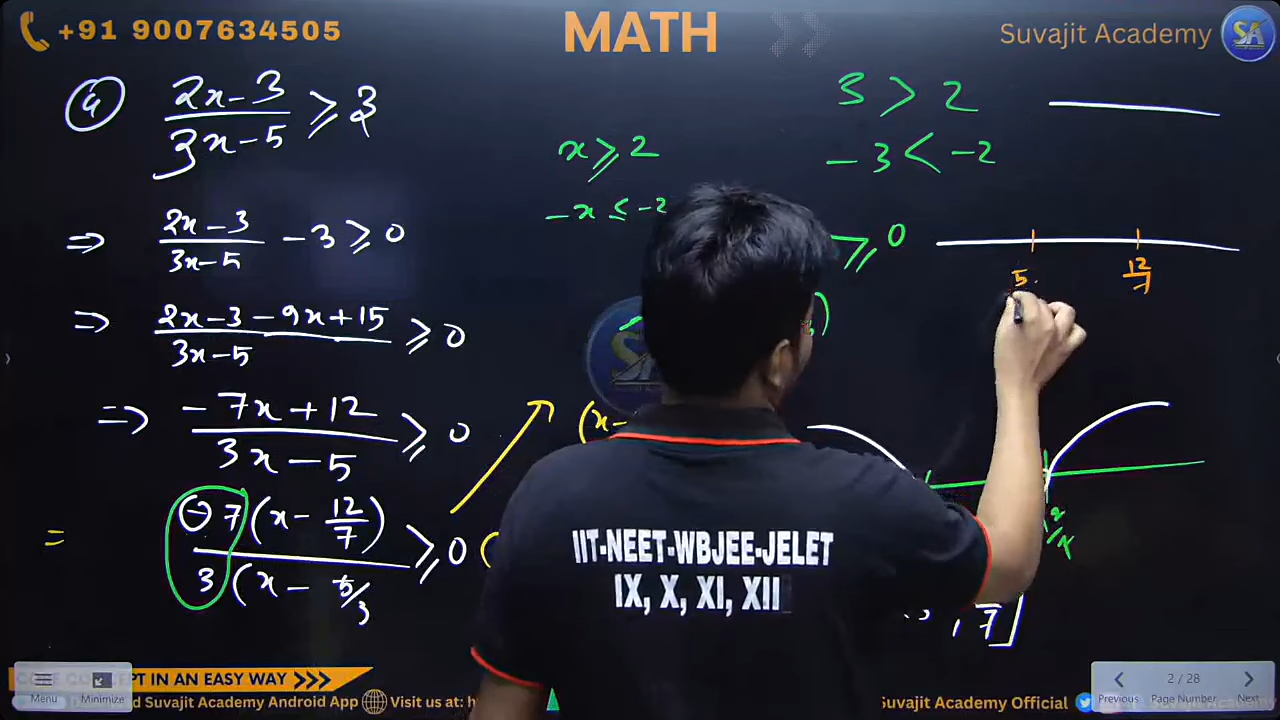 +91 9007634505
MATH
Suvajit Academy
SA
④ (2x-3)/(3x-5) ≥ 3
⇒ (2x-3)/(3x-5) - 3 ≥ 0
⇒ (2x-3-9x+15)/(3x-5) ≥ 0
⇒ (-7x+12)/(3x-5) ≥ 0
= -7(x - 12/7)/3(x - 5/3 ≥ 0
x ≥ 2
-x ≤ -2
3 > 2
-3 < -2
≥ 0
5
12/7
(x-
, 7]
IIT-NEET-WBJEE-JELET
IX, X, XI, XII
CEPT IN AN EASY WAY >>>
Menu
Minimize
d Suvajit Academy Android App
Visit us at: h
Suvajit Academy Official
2 / 28
Previous
Page Number
Next